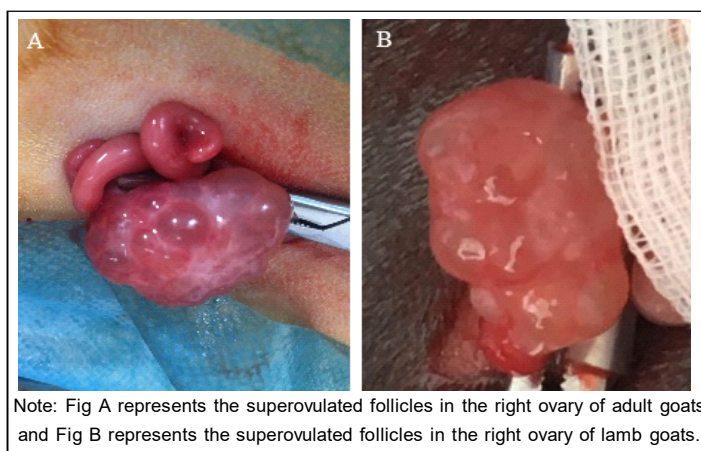 A
B
Note: Fig A represents the superovulated follicles in the right ovary of adult goats
and Fig B represents the superovulated follicles in the right ovary of lamb goats.